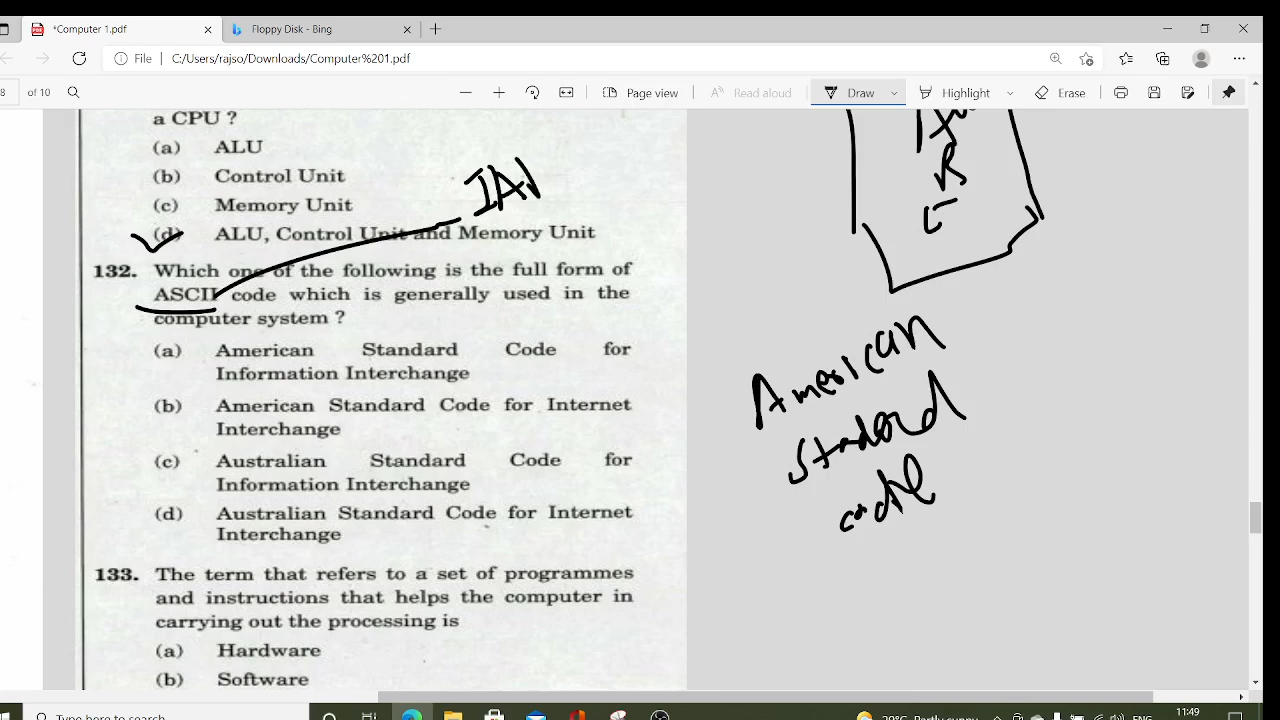 *Computer 1.pdf
Floppy Disk - Bing
File C:/Users/rajso/Downloads/Computer%201.pdf
8 of 10
Page view
Read aloud
Draw
Highlight
Erase
a CPU ?
(a) ALU
(b) Control Unit
(c) Memory Unit
(d) ALU, Control Unit and Memory Unit
132. Which one of the following is the full form of
ASCII code which is generally used in the
computer system ?
(a) American Standard Code for
Information Interchange
(b) American Standard Code for Internet
Interchange
(c) Australian Standard Code for
Information Interchange
(d) Australian Standard Code for Internet
Interchange
133. The term that refers to a set of programmes
and instructions that helps the computer in
carrying out the processing is
(a) Hardware
(b) Software
American
code
Type here to search
Partly sunny
ENG
11:49